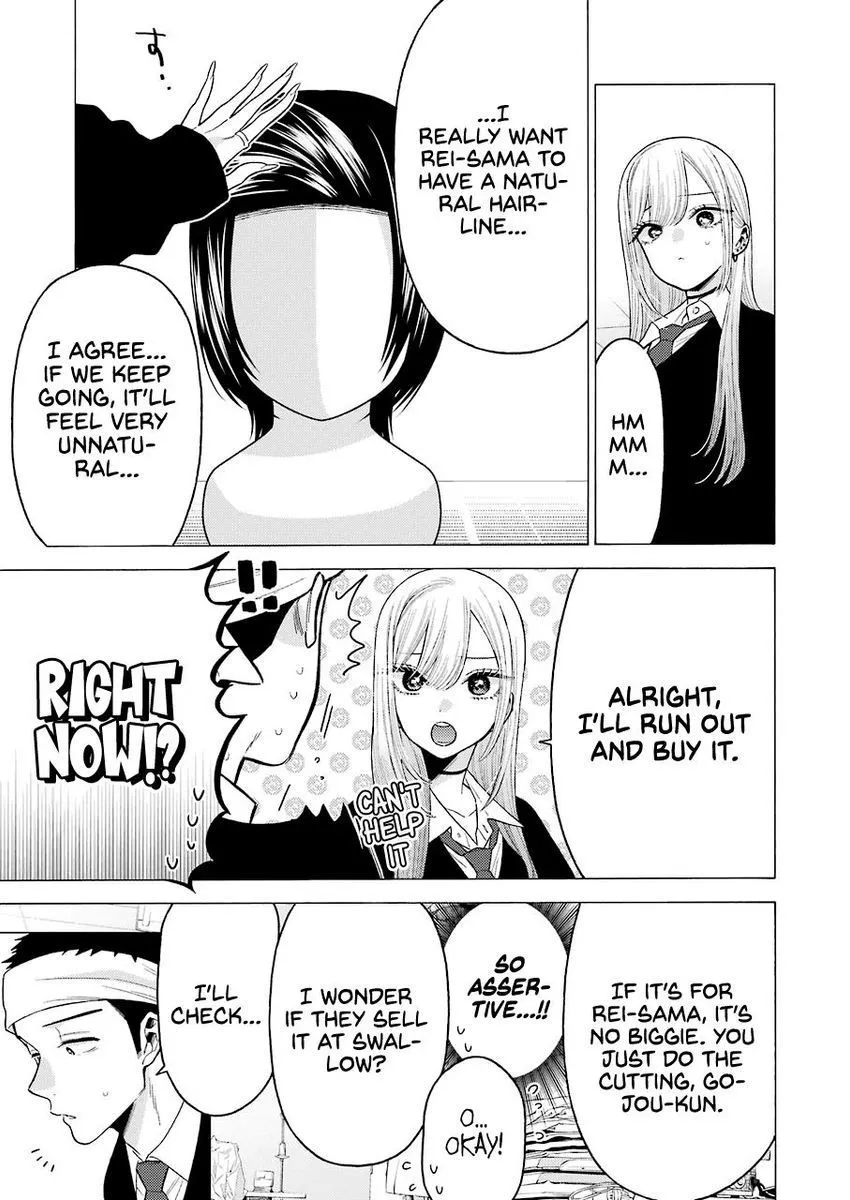 HM
MM
M...
...I
REALLY WANT
REI-SAMA TO
HAVE A NATU-
RAL HAIR-
LINE...
す...
I AGREE...
IF WE KEEP
GOING, IT'LL
FEEL VERY
UNNATU-
RAL...
ALRIGHT,
I'LL RUN OUT
AND BUY IT.
CAN'T
HELP
IT
!!
RIGHT
NOW!?
IF IT'S FOR
REI-SAMA, IT'S
NO BIGGIE. YOU
JUST DO THE
CUTTING, GO-
JOU-KUN.
SO
ASSER-
TIVE...!!
O...
OKAY!
I WONDER
IF THEY SELL
IT AT SWAL-
LOW?
I'LL
CHECK...